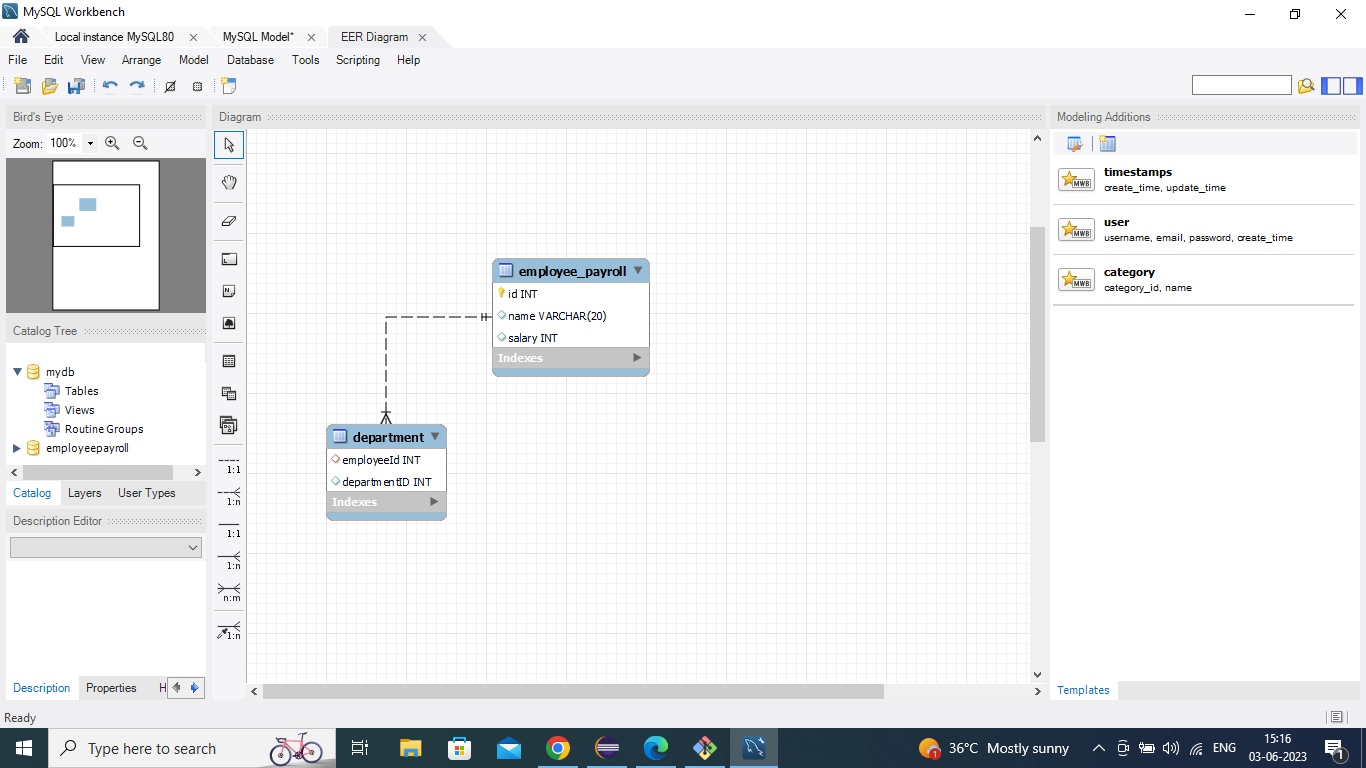 MySQL Workbench
Local instance MySQL80
MySQL Model*
EER Diagram
File Edit View Arrange Model Database Tools Scripting Help
Bird's Eye
Zoom: 100%
Catalog Tree
mydb
Tables
Views
Routine Groups
employeepayroll
Catalog Layers User Types
Description Editor
Description Properties H
Diagram
1:1
1:n
1:1
1:n
n:m
1:n
employee_payroll
id INT
name VARCHAR(20)
salary INT
Indexes
department
employeeId INT
departmentID INT
Indexes
Modeling Additions
MWB
timestamps
create_time, update_time
MWB
user
username, email, password, create_time
MWB
category
category_id, name
Templates
Ready
Type here to search
36°C Mostly sunny
ENG
15:16
03-06-2023
1